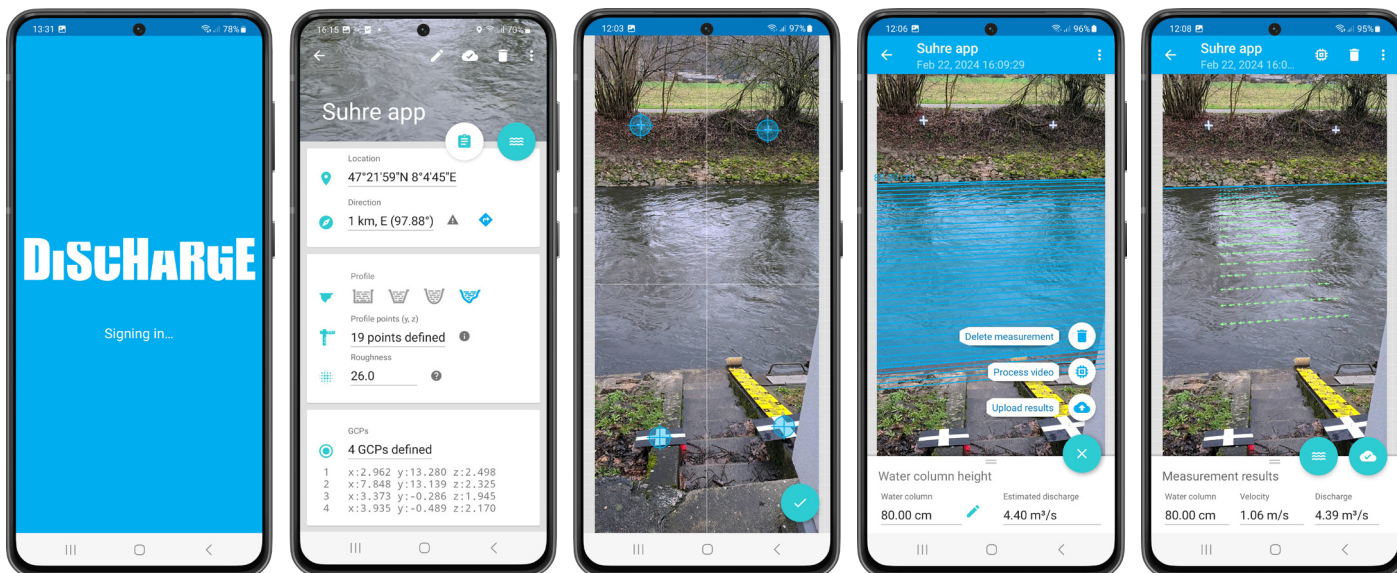 13:31
78%
DiSCHARGE
Signing in...
16:15
70%
Suhre app
Location
47°21'59"N 8°4'45"E
Direction
1 km, E (97.88°)
Profile
Profile points (y, z)
19 points defined
Roughness
26.0
GCPs
4 GCPs defined
1 x:2.962 y:13.280 z:2.498
2 x:7.848 y:13.139 z:2.325
3 x:3.373 y:-0.286 z:1.945
4 x:3.935 y:-0.489 z:2.170
12:03
97%
12:06
96%
Suhre app
Feb 22, 2024 16:09:29
Delete measurement
Process video
Upload results
Water column height
Water column
Estimated discharge
80.00 cm
4.40 m³/s
12:08
95%
Suhre app
Feb 22, 2024 16:0...
Measurement results
Water column
Velocity
Discharge
80.00 cm
1.06 m/s
4.39 m³/s